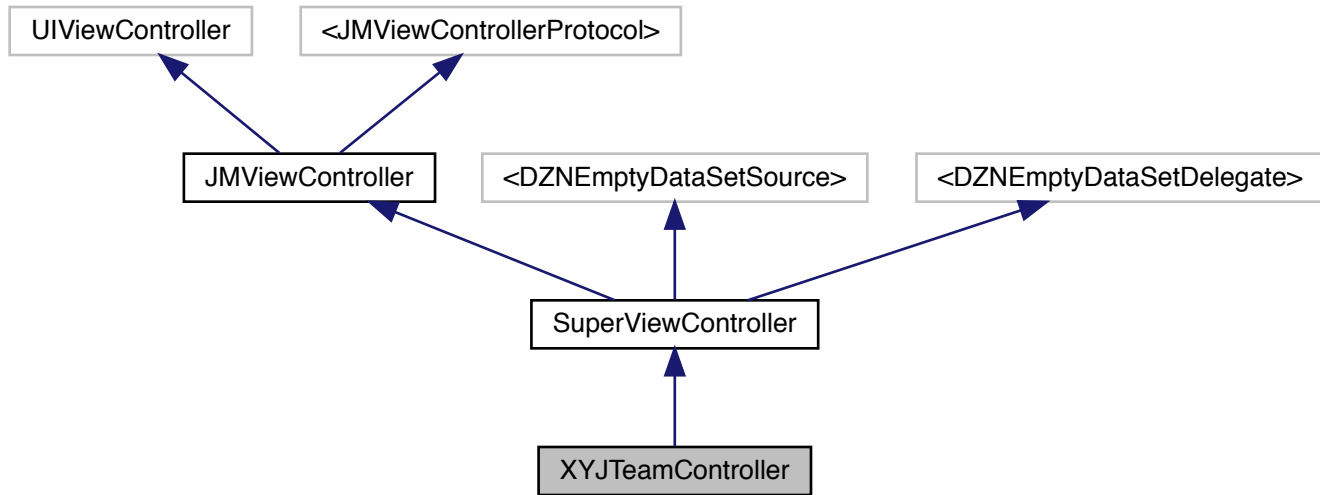 UIViewController
<JMViewControllerProtocol>
JMViewController
<DZNEmptyDataSetSource>
<DZNEmptyDataSetDelegate>
SuperViewController
XYJTeamController